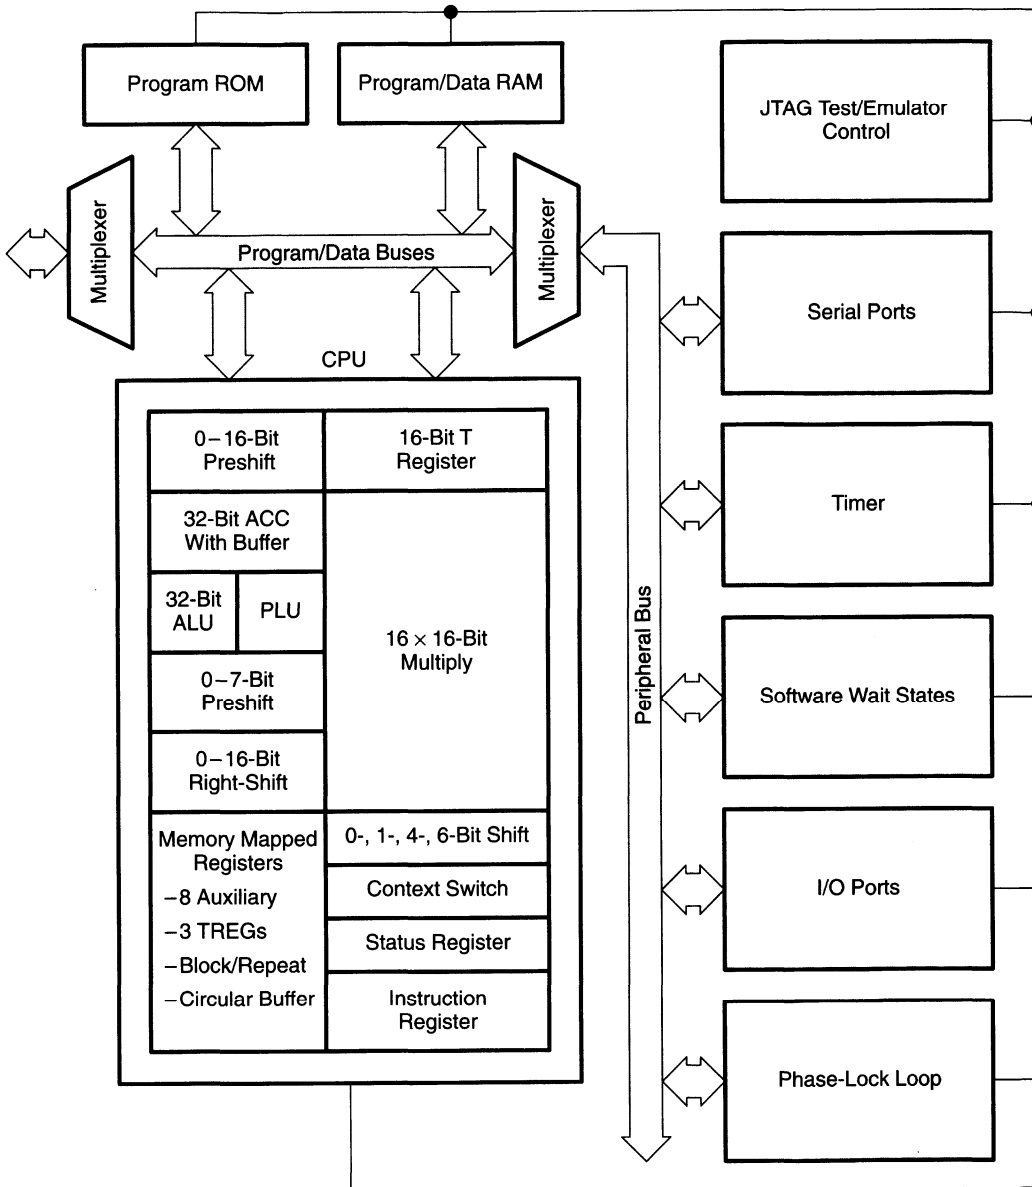 Program ROM
Program/Data RAM
JTAG Test/Emulator
Control
Multiplexer
Program/Data Buses
Multiplexer
Serial Ports
CPU
0–16-Bit
Preshift
16-Bit T
Register
32-Bit ACC
With Buffer
32-Bit
ALU
PLU
16 × 16-Bit
Multiply
0–7-Bit
Preshift
0–16-Bit
Right-Shift
Memory Mapped
Registers
–8 Auxiliary
–3 TREGs
–Block/Repeat
–Circular Buffer
0-, 1-, 4-, 6-Bit Shift
Context Switch
Status Register
Instruction
Register
Peripheral Bus
Timer
Software Wait States
I/O Ports
Phase-Lock Loop